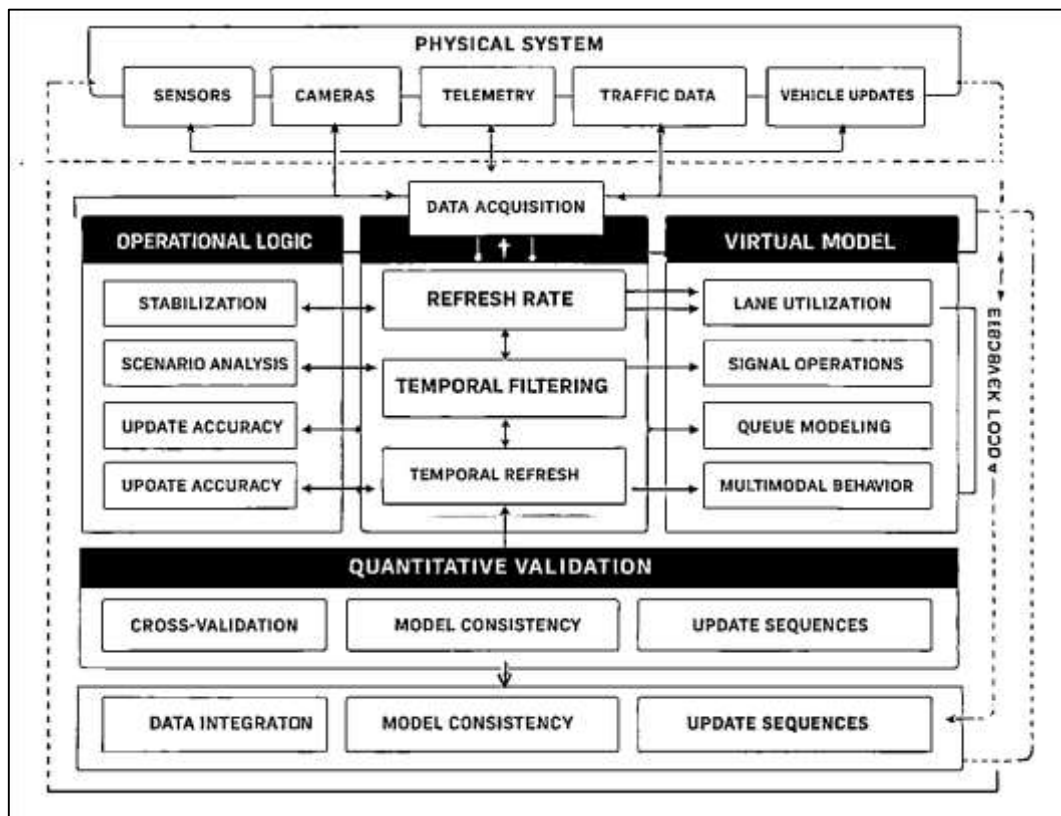 PHYSICAL SYSTEM
SENSORS
CAMERAS
TELEMETRY
TRAFFIC DATA
VEHICLE UPDATES
DATA ACQUISITION
OPERATIONAL LOGIC
VIRTUAL MODEL
STABILIZATION
REFRESH RATE
LANE UTILIZATION
SCENARIO ANALYSIS
TEMPORAL FILTERING
SIGNAL OPERATIONS
UPDATE ACCURACY
QUEUE MODELING
UPOATE ACCURACY
TEMPORAL REFRESH
MULTIMODAL BEHAVIOR
QUANTITATIVE VALIDATION
CROSS-VALIDATION
MODEL CONSISTENCY
UPDATE SEQUENCES
DATA INTEGRATON
MODEL CONSISTENCY
UPDATE SEQUENCES